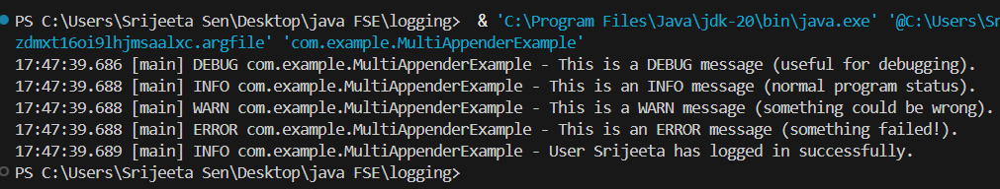 PS C:\Users\Srijeeta Sen\Desktop\java FSE\logging>  & 'C:\Program Files\Java\jdk-20\bin\java.exe' '@C:\Users\Sr
zdmxt16oi9lhjmsaalxc.argfile' 'com.example.MultiAppenderExample'
17:47:39.686 [main] DEBUG com.example.MultiAppenderExample - This is a DEBUG message (useful for debugging).
17:47:39.688 [main] INFO com.example.MultiAppenderExample - This is an INFO message (normal program status).
17:47:39.688 [main] WARN com.example.MultiAppenderExample - This is a WARN message (something could be wrong).
17:47:39.688 [main] ERROR com.example.MultiAppenderExample - This is an ERROR message (something failed!).
17:47:39.689 [main] INFO com.example.MultiAppenderExample - User Srijeeta has logged in successfully.
PS C:\Users\Srijeeta Sen\Desktop\java FSE\logging>